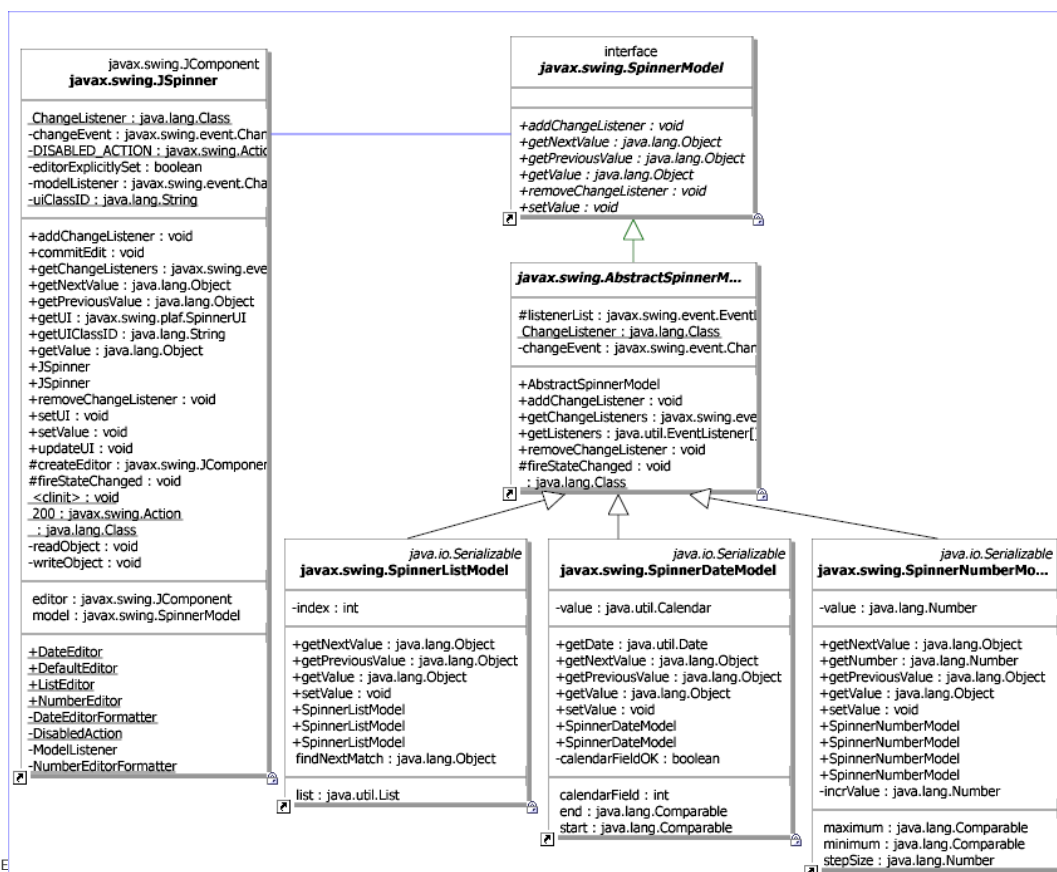 javax.swing.JComponent
javax.swing.JSpinner
ChangeListener : java.lang.Class
-changeEvent : javax.swing.event.Chan
-DISABLED_ACTION : javax.swing.Actio
-editorExplicitlySet : boolean
-modelListener : javax.swing.event.Cha
-uiClassID : java.lang.String
+addChangeListener : void
+commitEdit : void
+getChangeListeners : javax.swing.eve
+getNextValue : java.lang.Object
+getPreviousValue : java.lang.Object
+getUI : javax.swing.plaf.SpinnerUI
+getUIClassID : java.lang.String
+getValue : java.lang.Object
+JSpinner
+JSpinner
+removeChangeListener : void
+setUI : void
+setValue : void
+updateUI : void
#createEditor : javax.swing.JComponer
#fireStateChanged : void
<clinit> : void
200 : javax.swing.Action
: java.lang.Class
-readObject : void
-writeObject : void
editor : javax.swing.JComponent
model : javax.swing.SpinnerModel
+DateEditor
+DefaultEditor
+ListEditor
+NumberEditor
-DateEditorFormatter
-DisabledAction
-ModelListener
-NumberEditorFormatter
interface
javax.swing.SpinnerModel
+addChangeListener : void
+getNextValue : java.lang.Object
+getPreviousValue : java.lang.Object
+getValue : java.lang.Object
+removeChangeListener : void
+setValue : void
javax.swing.AbstractSpinnerM...
#listenerList : javax.swing.event.Eventl
ChangeListener : java.lang.Class
-changeEvent : javax.swing.event.Chan
+AbstractSpinnerModel
+addChangeListener : void
+getChangeListeners : javax.swing.eve
+getListeners : java.util.EventListener[]
+removeChangeListener : void
#fireStateChanged : void
: java.lang.Class
java.io.Serializable
javax.swing.SpinnerListModel
-index : int
+getNextValue : java.lang.Object
+getPreviousValue : java.lang.Object
+getValue : java.lang.Object
+setValue : void
+SpinnerListModel
+SpinnerListModel
+SpinnerListModel
findNextMatch : java.lang.Object
list : java.util.List
java.io.Serializable
javax.swing.SpinnerDateModel
-value : java.util.Calendar
+getDate : java.util.Date
+getNextValue : java.lang.Object
+getPreviousValue : java.lang.Object
+getValue : java.lang.Object
+setValue : void
+SpinnerDateModel
+SpinnerDateModel
-calendarFieldOK : boolean
calendarField : int
end : java.lang.Comparable
start : java.lang.Comparable
java.io.Serializable
javax.swing.SpinnerNumberMo...
-value : java.lang.Number
+getNextValue : java.lang.Object
+getNumber : java.lang.Number
+getPreviousValue : java.lang.Object
+getValue : java.lang.Object
+setValue : void
+SpinnerNumberModel
+SpinnerNumberModel
+SpinnerNumberModel
+SpinnerNumberModel
-incrValue : java.lang.Number
maximum : java.lang.Comparable
minimum : java.lang.Comparable
stepSize : java.lang.Number
E